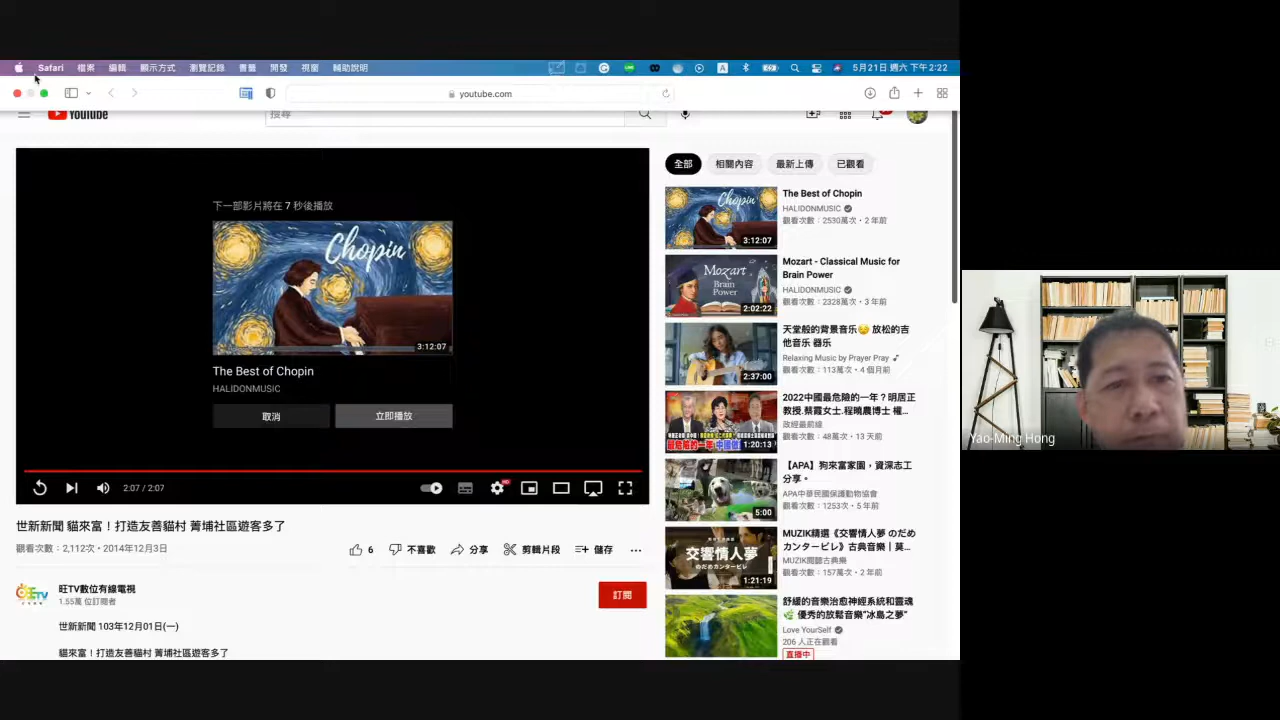 Safari 檔案 編輯 顯示方式 瀏覽記錄 書籤 開發 視窗 輔助說明
A
5月21日 週六 下午2:22
youtube.com
YouTube
搜尋
下一部影片將在 7 秒後播放
Chopin
3:12:07
The Best of Chopin
HALIDONMUSIC
取消
立即播放
2:07 / 2:07
世新新聞 貓來富！打造友善貓村 菁埔社區遊客多了
觀看次數：2,112次・2014年12月3日
6 不喜歡 分享 剪輯片段 儲存
旺TV數位有線電視
1.55萬 位訂閱者
訂閱
世新新聞 103年12月01日(一)
貓來富！打造友善貓村 菁埔社區遊客多了
全部 相關內容 最新上傳 已觀看
Chopin
3:12:07
The Best of Chopin
HALIDONMUSIC
觀看次數：2530萬次・2 年前
Mozart
Brain
Power
2:02:22
Mozart - Classical Music for
Brain Power
HALIDONMUSIC
觀看次數：2328萬次・3 年前
2:37:00
天堂般的背景音乐😏 放松的吉
他音乐 器乐
Relaxing Music by Prayer Pray
觀看次數：113萬次・4 個月前
1:20:13
2022中國最危險的一年？明居正
教授.蔡霞女士.程曉農博士 權...
政經最前線
觀看次數：48萬次・13 天前
5:00
【APA】狗來富家園，資深志工
分享。
APA中華民國保護動物協會
觀看次數：1253次・5 年前
交響情人夢
のだめカンタービレ
1:21:19
MUZIK精選《交響情人夢 のだめ
カンタービレ》古典音樂｜莫...
MUZIK閱聽古典樂
觀看次數：157萬次・2 年前
舒緩的音樂治愈神經系統和靈魂
🌿 優秀的放鬆音樂“冰島之夢”
Love YourSelf
206 人正在觀看
直播中
Yao-Ming Hong